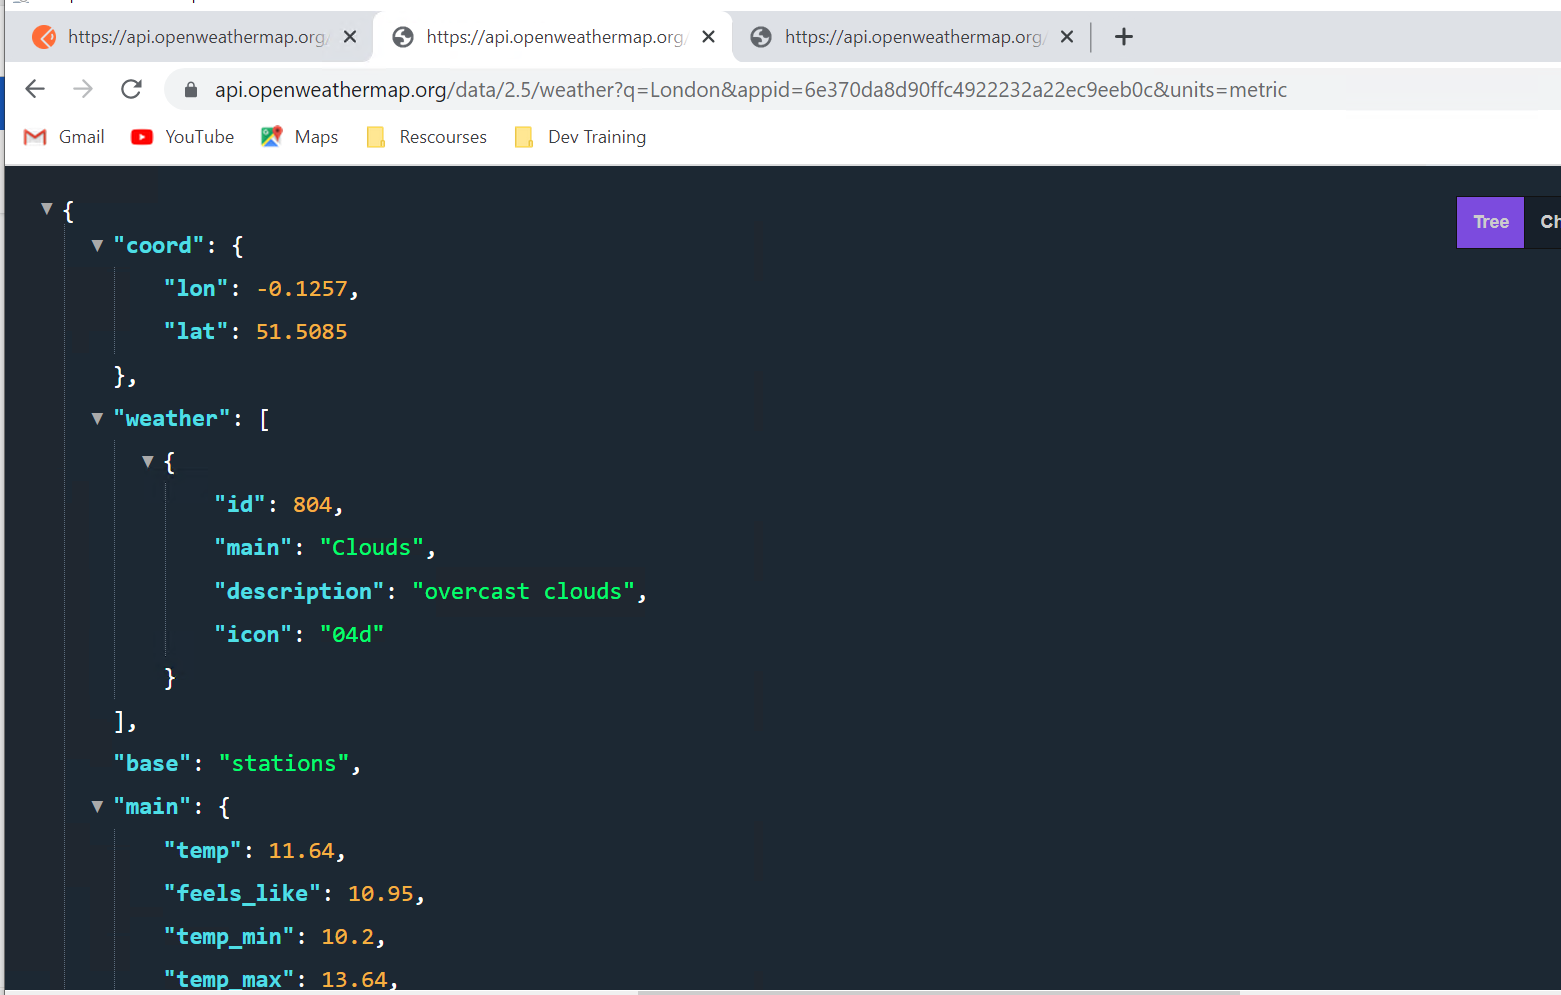 https://api.openweathermap.org/ https://api.openweathermap.org/ https://api.openweathermap.org/
api.openweathermap.org/data/2.5/weather?q=London&appid=6e370da8d90ffc4922232a22ec9eeb0c&units=metric
Gmail YouTube Maps Rescourses Dev Training
{
Tree Ch
"coord": {
"lon": -0.1257,
"lat": 51.5085
},
"weather": [
{
"id": 804,
"main": "Clouds",
"description": "overcast clouds",
"icon": "04d"
}
],
"base": "stations",
"main": {
"temp": 11.64,
"feels_like": 10.95,
"temp_min": 10.2,
"temp_max": 13.64,